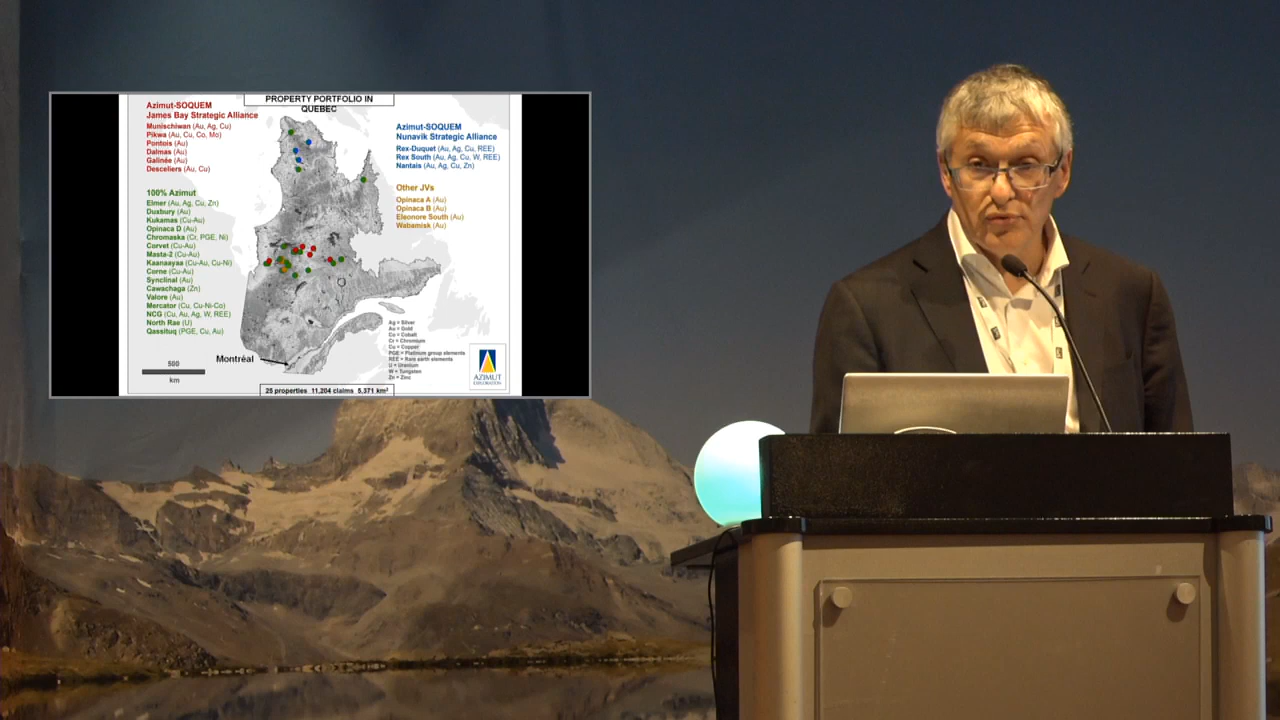 PROPERTY PORTFOLIO IN
QUEBEC
Azimut-SOQUEM
James Bay Strategic Alliance
Munischiwan (Au, Ag, Cu)
Pikwa (Au, Cu, Co, Mo)
Pontois (Au)
Dalmas (Au)
Galinée (Au)
Desceliers (Au, Cu)
100% Azimut
Elmer (Au, Ag, Cu, Zn)
Duxbury (Au)
Kukamas (Cu-Au)
Opinaca D (Au)
Chromaska (Cr, PGE, Ni)
Corvet (Cu-Au)
Masta-2 (Cu-Au)
Kaanaayaa (Cu-Au, Cu-Ni)
Corne (Cu-Au)
Synclinal (Au)
Cawachaga (Zn)
Valore (Au)
Mercator (Cu, Cu-Ni-Co)
NCG (Cu, Au, Ag, W, REE)
North Rae (U)
Qassituq (PGE, Cu, Au)
Azimut-SOQUEM
Nunavik Strategic Alliance
Rex-Duquet (Au, Ag, Cu, REE)
Rex South (Au, Ag, Cu, W, REE)
Nantais (Au, Ag, Cu, Zn)
Other JVs
Opinaca A (Au)
Opinaca B (Au)
Eleonore South (Au)
Wabamisk (Au)
Ag = Silver
Au = Gold
Co = Cobalt
Cr = Chromium
Cu = Copper
PGE = Platinum group elements
REE = Rare earth elements
U = Uranium
W = Tungsten
Zn = Zinc
Montréal
500
km
AZIMUT
EXPLORATION
25 properties 11,204 claims 5,571 km²